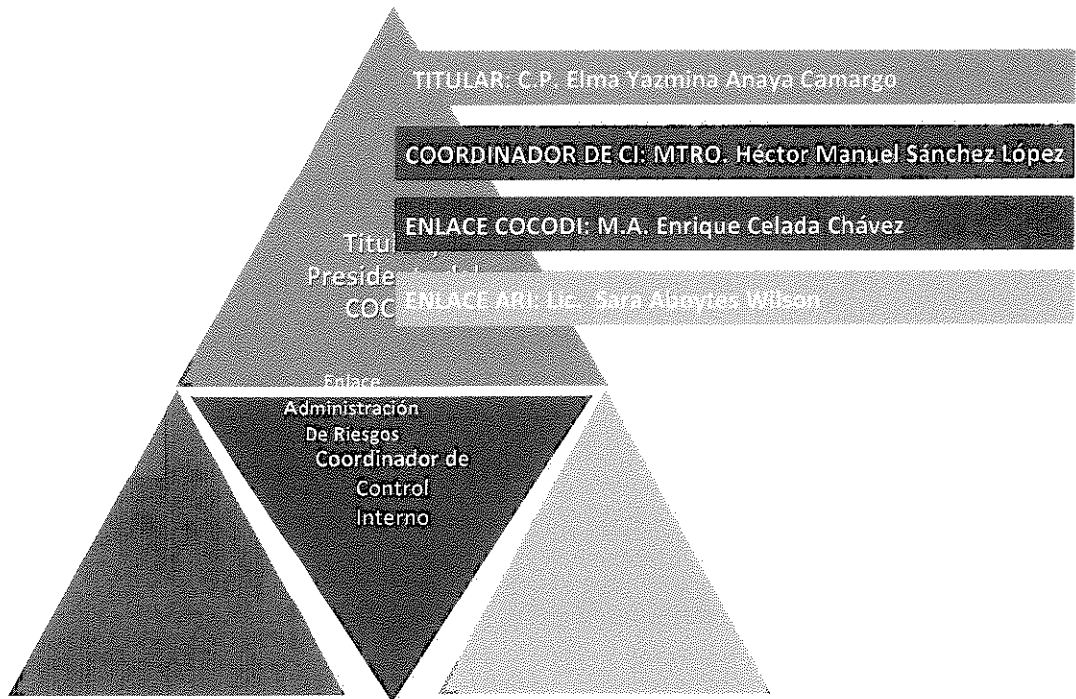 TITULAR: C.P. Elma Yazmina Anaya Camargo
COORDINADOR DE CI: MTRO. Héctor Manuel Sánchez López
ENLACE COCODI: M.A. Enrique Celada Chávez
ENLACE ARI: Lic. Sara Aboytes Wilson
Enlace
Administración
De Riesgos
Coordinador de
Control
Interno